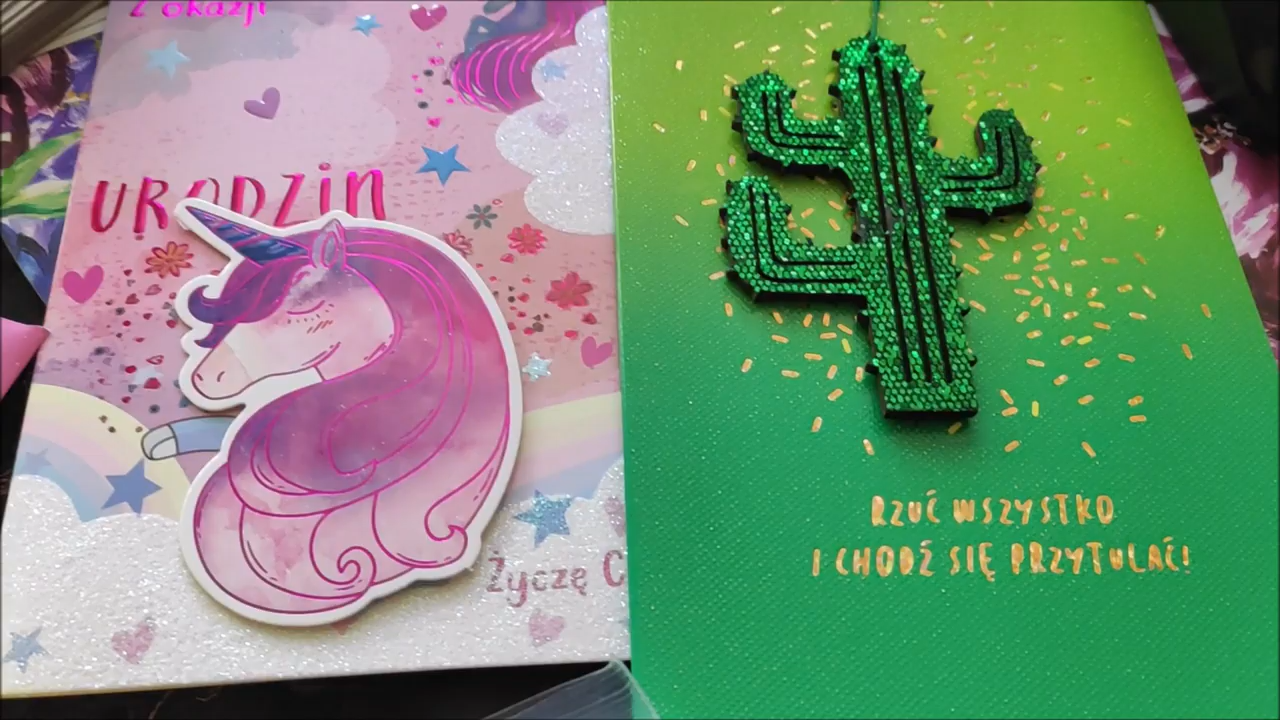 Z okazji
URODZIN
Życzę C
RZUĆ WSZYSTKO
I CHODŹ SIĘ PRZYTULAĆ!